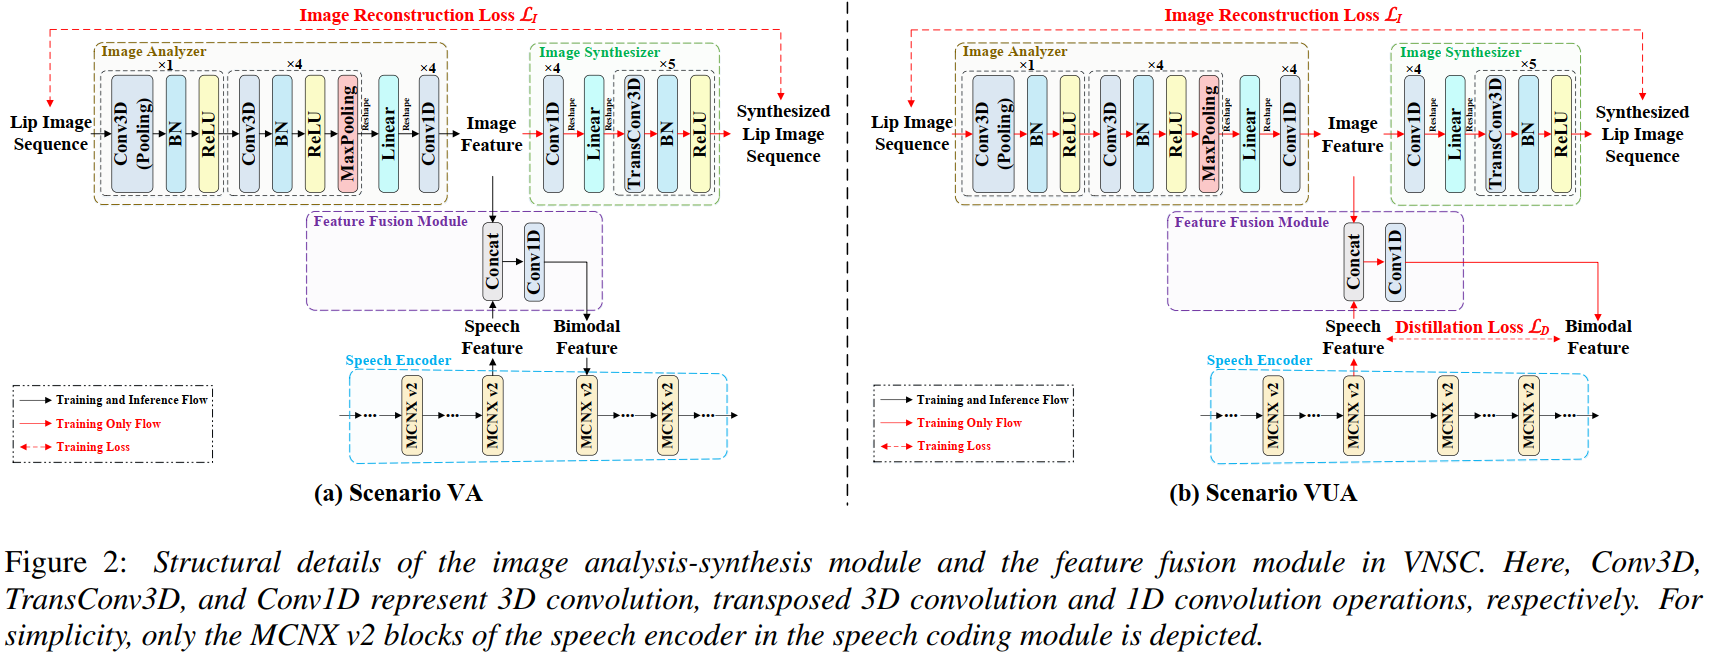 Image Reconstruction Loss ℒI
Image Analyzer
×1
×4
×4
Lip Image
Sequence
Conv3D
(Pooling)
BN
ReLU
Conv3D
BN
ReLU
MaxPooling
Reshape
Linear
Reshape
Conv1D
Image
Feature
Image Synthesizer
×4
×5
Conv1D
Reshape
Linear
Reshape
TransConv3D
BN
ReLU
Synthesized
Lip Image
Sequence
Feature Fusion Module
Concat
Conv1D
Speech
Feature
Bimodal
Feature
Speech Encoder
...
MCNX v2
...
MCNX v2
MCNX v2
...
MCNX v2
...
Training and Inference Flow
Training Only Flow
Training Loss
(a) Scenario VA
Image Reconstruction Loss ℒI
Image Analyzer
×1
×4
×4
Lip Image
Sequence
Conv3D
(Pooling)
BN
ReLU
Conv3D
BN
ReLU
MaxPooling
Reshape
Linear
Reshape
Conv1D
Image
Feature
Image Synthesizer
×4
×5
Conv1D
Reshape
Linear
Reshape
TransConv3D
BN
ReLU
Synthesized
Lip Image
Sequence
Feature Fusion Module
Concat
Conv1D
Speech
Feature
Distillation Loss ℒD
Bimodal
Feature
Speech Encoder
...
MCNX v2
...
MCNX v2
MCNX v2
...
MCNX v2
...
Training and Inference Flow
Training Only Flow
Training Loss
(b) Scenario VUA
Figure 2: Structural details of the image analysis-synthesis module and the feature fusion module in VNSC. Here, Conv3D,
TransConv3D, and Conv1D represent 3D convolution, transposed 3D convolution and 1D convolution operations, respectively. For
simplicity, only the MCNX v2 blocks of the speech encoder in the speech coding module is depicted.